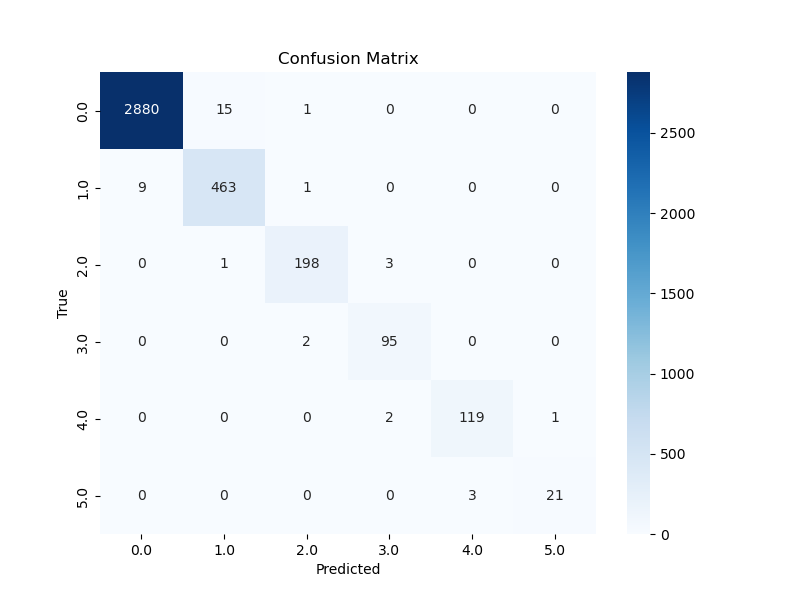 Confusion Matrix
0.0 2880 15 1 0 0 0
1.0 9 463 1 0 0 0
2.0 0 1 198 3 0 0
3.0 0 0 2 95 0 0
4.0 0 0 0 2 119 1
5.0 0 0 0 0 3 21
0.0 1.0 2.0 3.0 4.0 5.0
Predicted
True
2500
2000
1500
1000
500
0